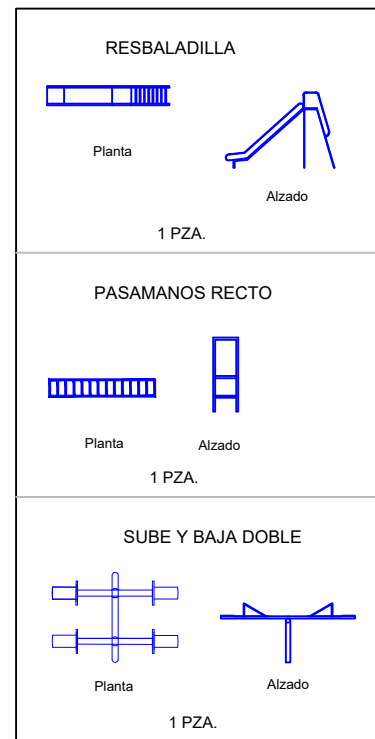 RESBALADILLA
Planta
Alzado
1 PZA.
PASAMANOS RECTO
Planta
Alzado
1 PZA.
SUBE Y BAJA DOBLE
Planta
Alzado
1 PZA.